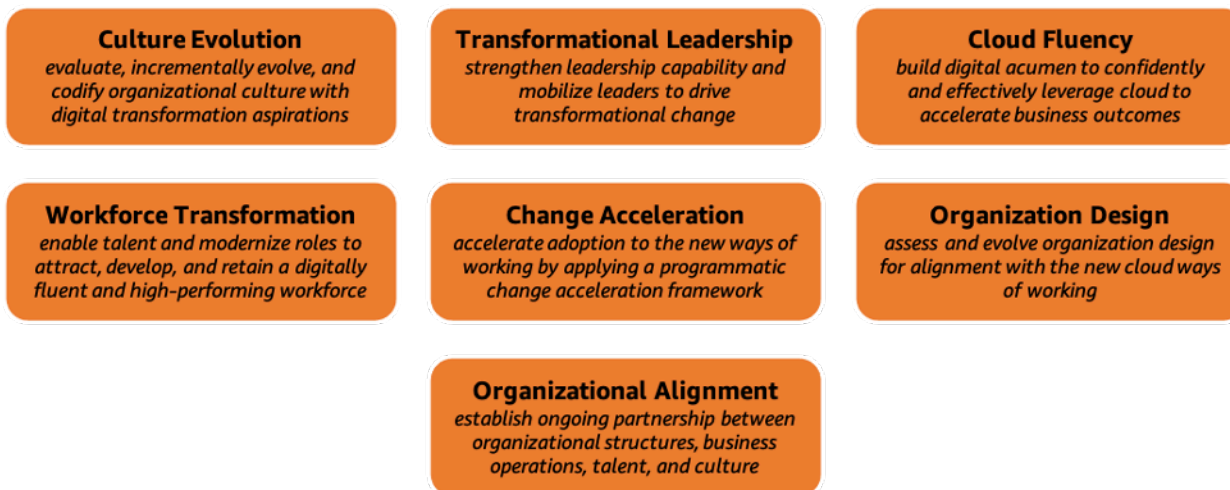 Culture Evolution
evaluate, incrementally evolve, and
codify organizational culture with
digital transformation aspirations
Transformational Leadership
strengthen leadership capability and
mobilize leaders to drive
transformational change
Cloud Fluency
build digital acumen to confidently
and effectively leverage cloud to
accelerate business outcomes
Workforce Transformation
enable talent and modernize roles to
attract, develop, and retain a digitally
fluent and high-performing workforce
Change Acceleration
accelerate adoption to the new ways of
working by applying a programmatic
change acceleration framework
Organization Design
assess and evolve organization design
for alignment with the new cloud ways
of working
Organizational Alignment
establish ongoing partnership between
organizational structures, business
operations, talent, and culture